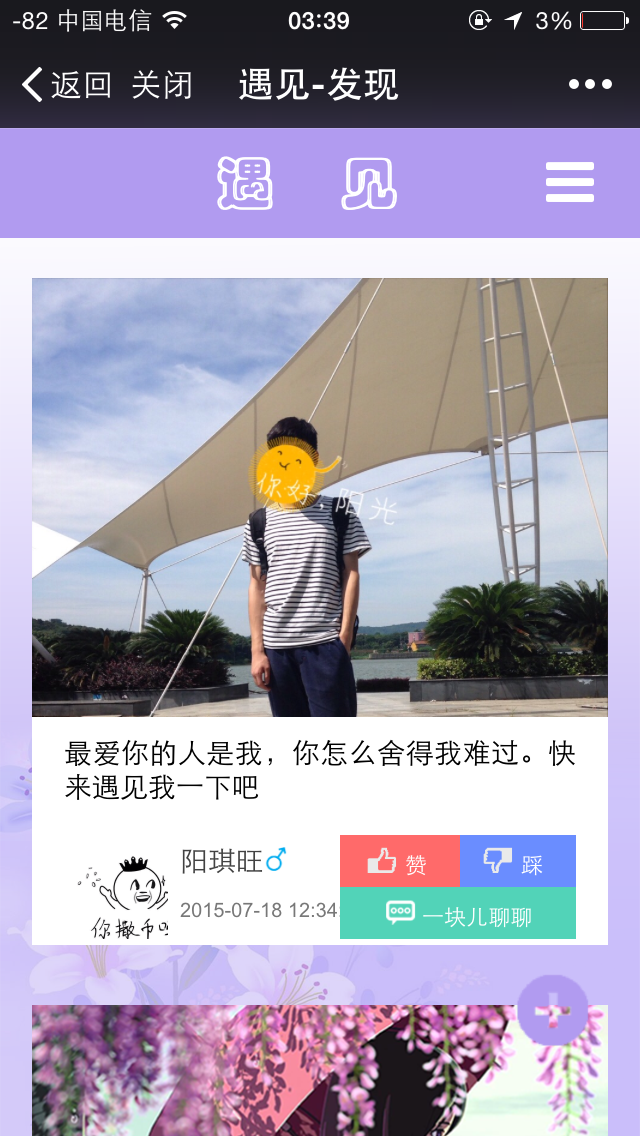 -82 中国电信 03:39 3%
返回 关闭 遇见-发现
遇 见
你好,阳光
最爱你的人是我，你怎么舍得我难过。快
来遇见我一下吧
阳琪旺♂ 赞 踩
2015-07-18 12:34 一块儿聊聊
你撒币